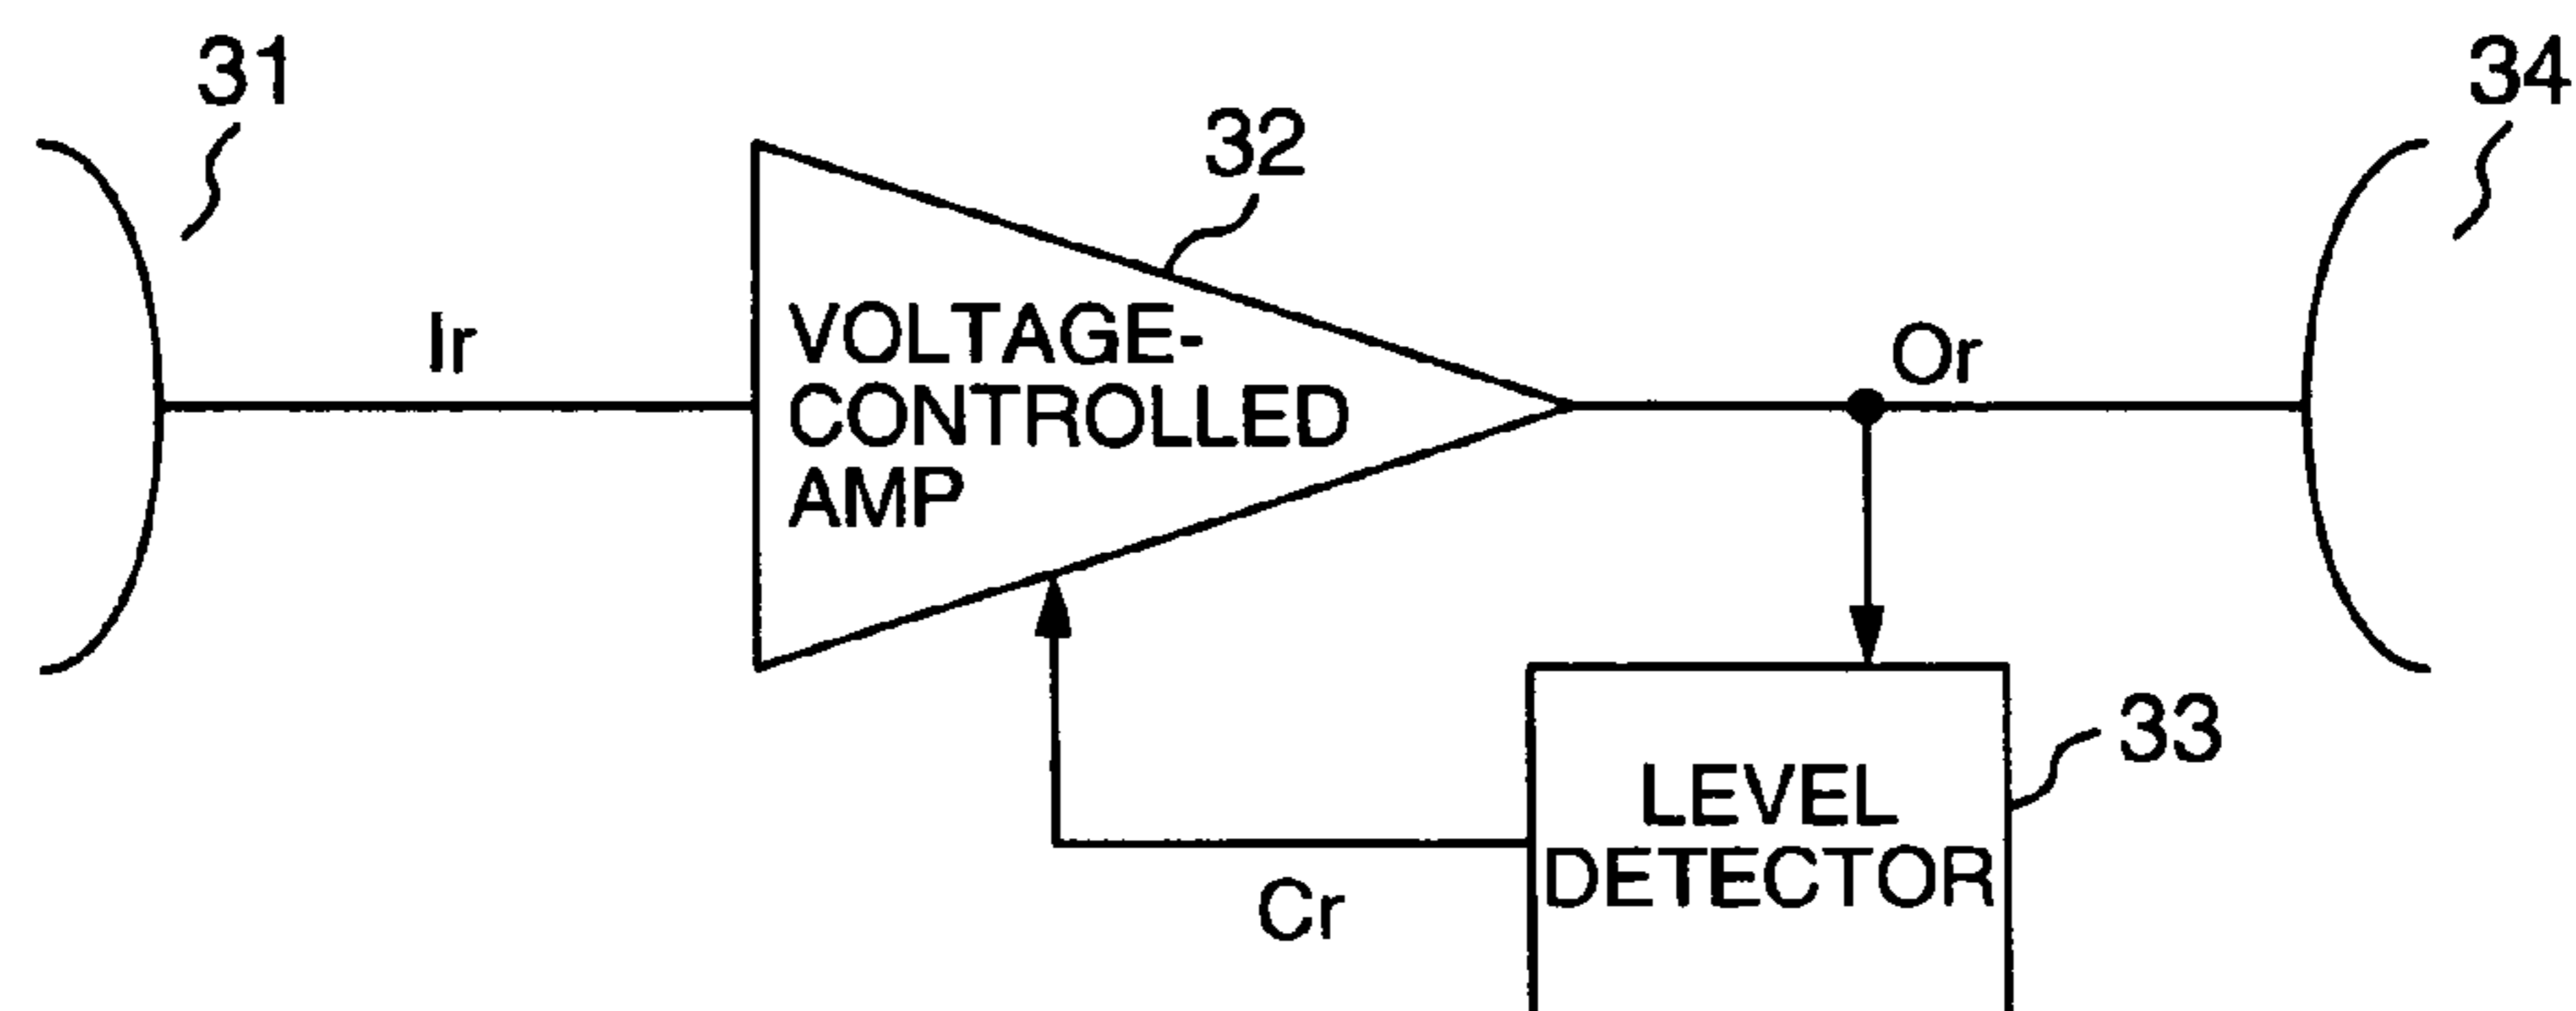 31
34
32
Ir
VOLTAGE-
CONTROLLED
AMP
Or
33
LEVEL
DETECTOR
Cr